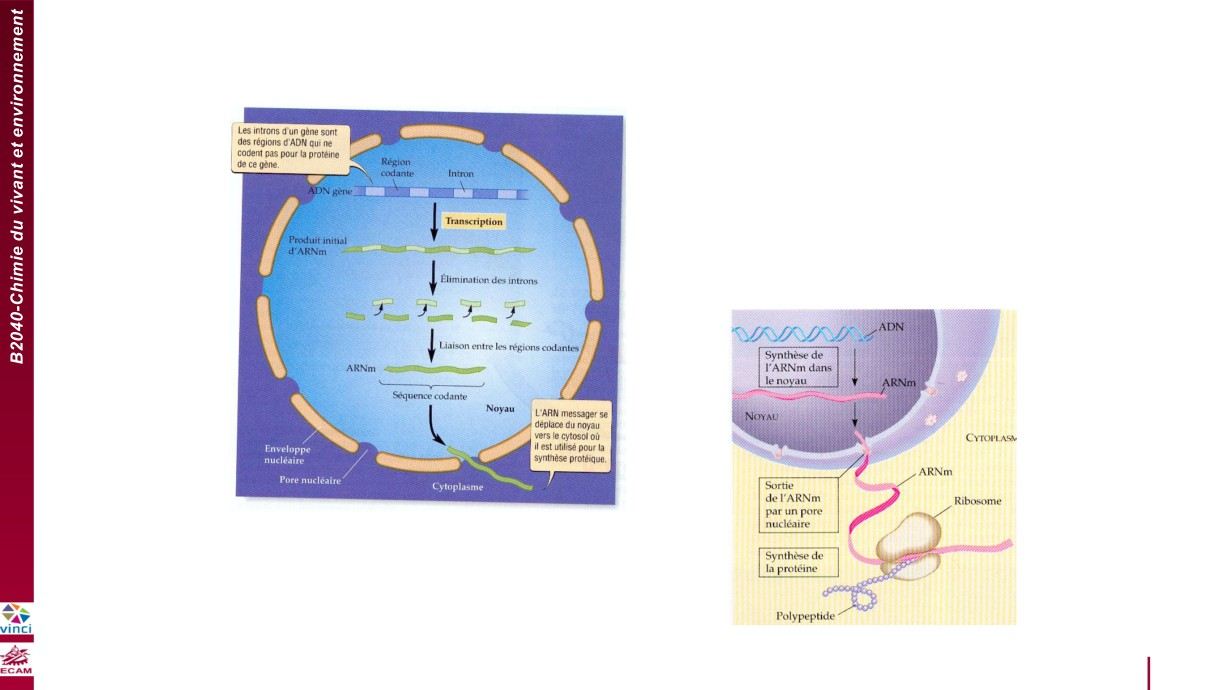 B2040-Chimie du vivant et environnement
Les introns d'un gène sont
des régions d'ADN qui ne
codent pas pour la protéine
de ce gène.
Région
codante
Intron
ADN gène
Transcription
Produit initial
d'ARNm
Élimination des introns
Liaison entre les régions codantes
ARNm
Séquence codante
Noyau
L'ARN messager se
déplace du noyau
vers le cytosol où
il est utilisé pour la
synthèse protéique.
Enveloppe
nucléaire
Pore nucléaire
Cytoplasme
ADN
Synthèse de
l'ARNm dans
le noyau
ARNm
NOYAU
CYTOPLASM
ARNm
Sortie
de l'ARNm
par un pore
nucléaire
Ribosome
Synthèse de
la protéine
Polypeptide
vinci
ECAM